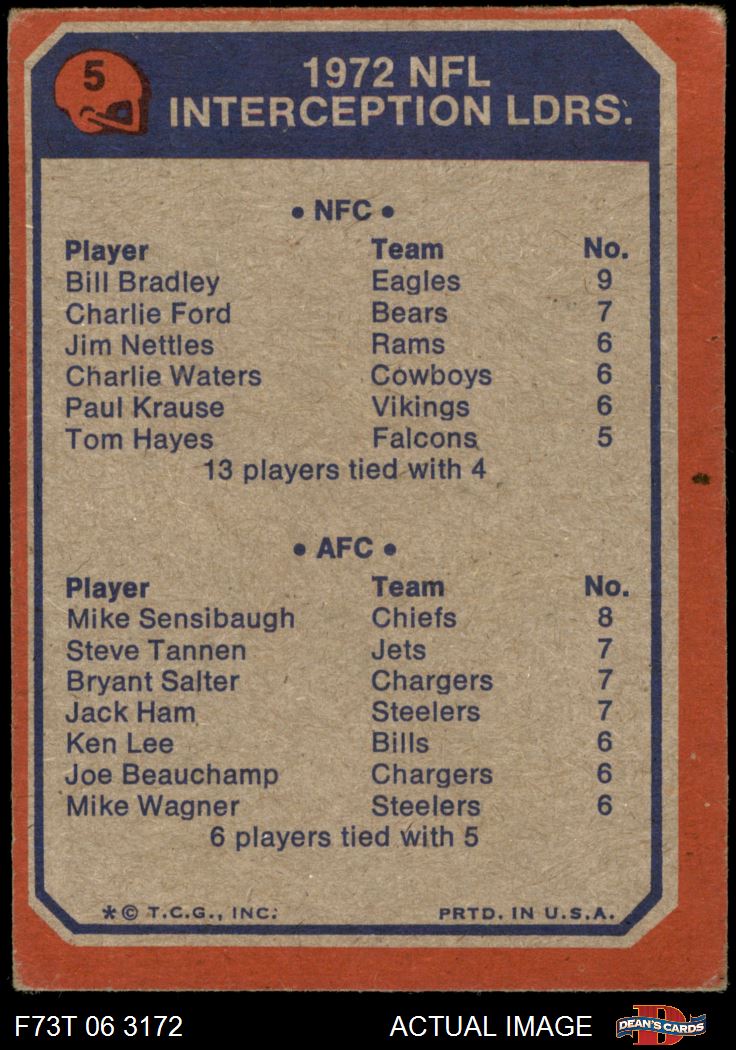 5
1972 NFL
INTERCEPTION LDRS.
• NFC •
Player Team No.
Bill Bradley Eagles 9
Charlie Ford Bears 7
Jim Nettles Rams 6
Charlie Waters Cowboys 6
Paul Krause Vikings 6
Tom Hayes Falcons 5
13 players tied with 4
• AFC •
Player Team No.
Mike Sensibaugh Chiefs 8
Steve Tannen Jets 7
Bryant Salter Chargers 7
Jack Ham Steelers 7
Ken Lee Bills 6
Joe Beauchamp Chargers 6
Mike Wagner Steelers 6
6 players tied with 5
*© T.C.G., INC. PRTD. IN U.S.A.
F73T 06 3172 ACTUAL IMAGE D DEAN'S CARDS